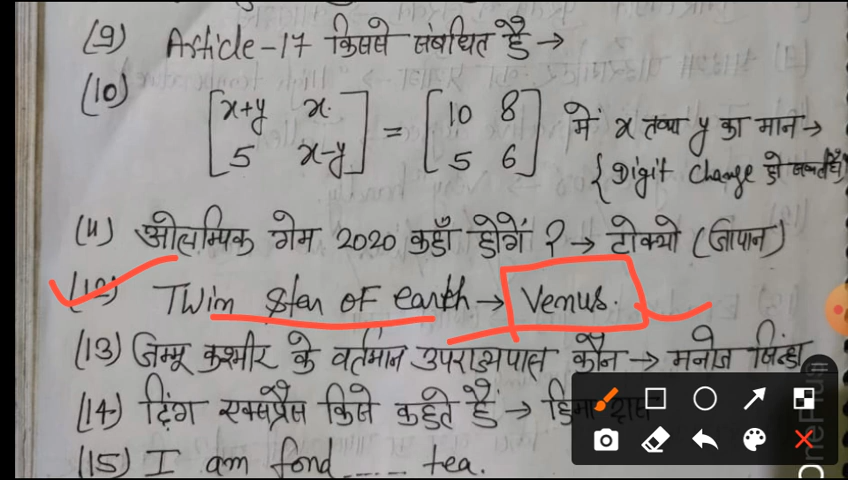 (9) Article-17 किससे संबंधित है →
(10) [x+y x
5 x-y] = [10 8
5 6] में x तथा y का मान →
{Digit Change हो सकती है}
(11) ओलम्पिक गेम 2020 कहाँ होगें ? → टोक्यो (जापान)
(12) Twin Star OF earth → Venus.
(13) जम्मू कश्मीर के वर्तमान उपराज्यपाल कौन → मनोज सिन्हा
(14) ढिंग एक्सप्रैस किसे कहते हैं → हिमा दास
(15) I am fond .... tea.
OnePlus